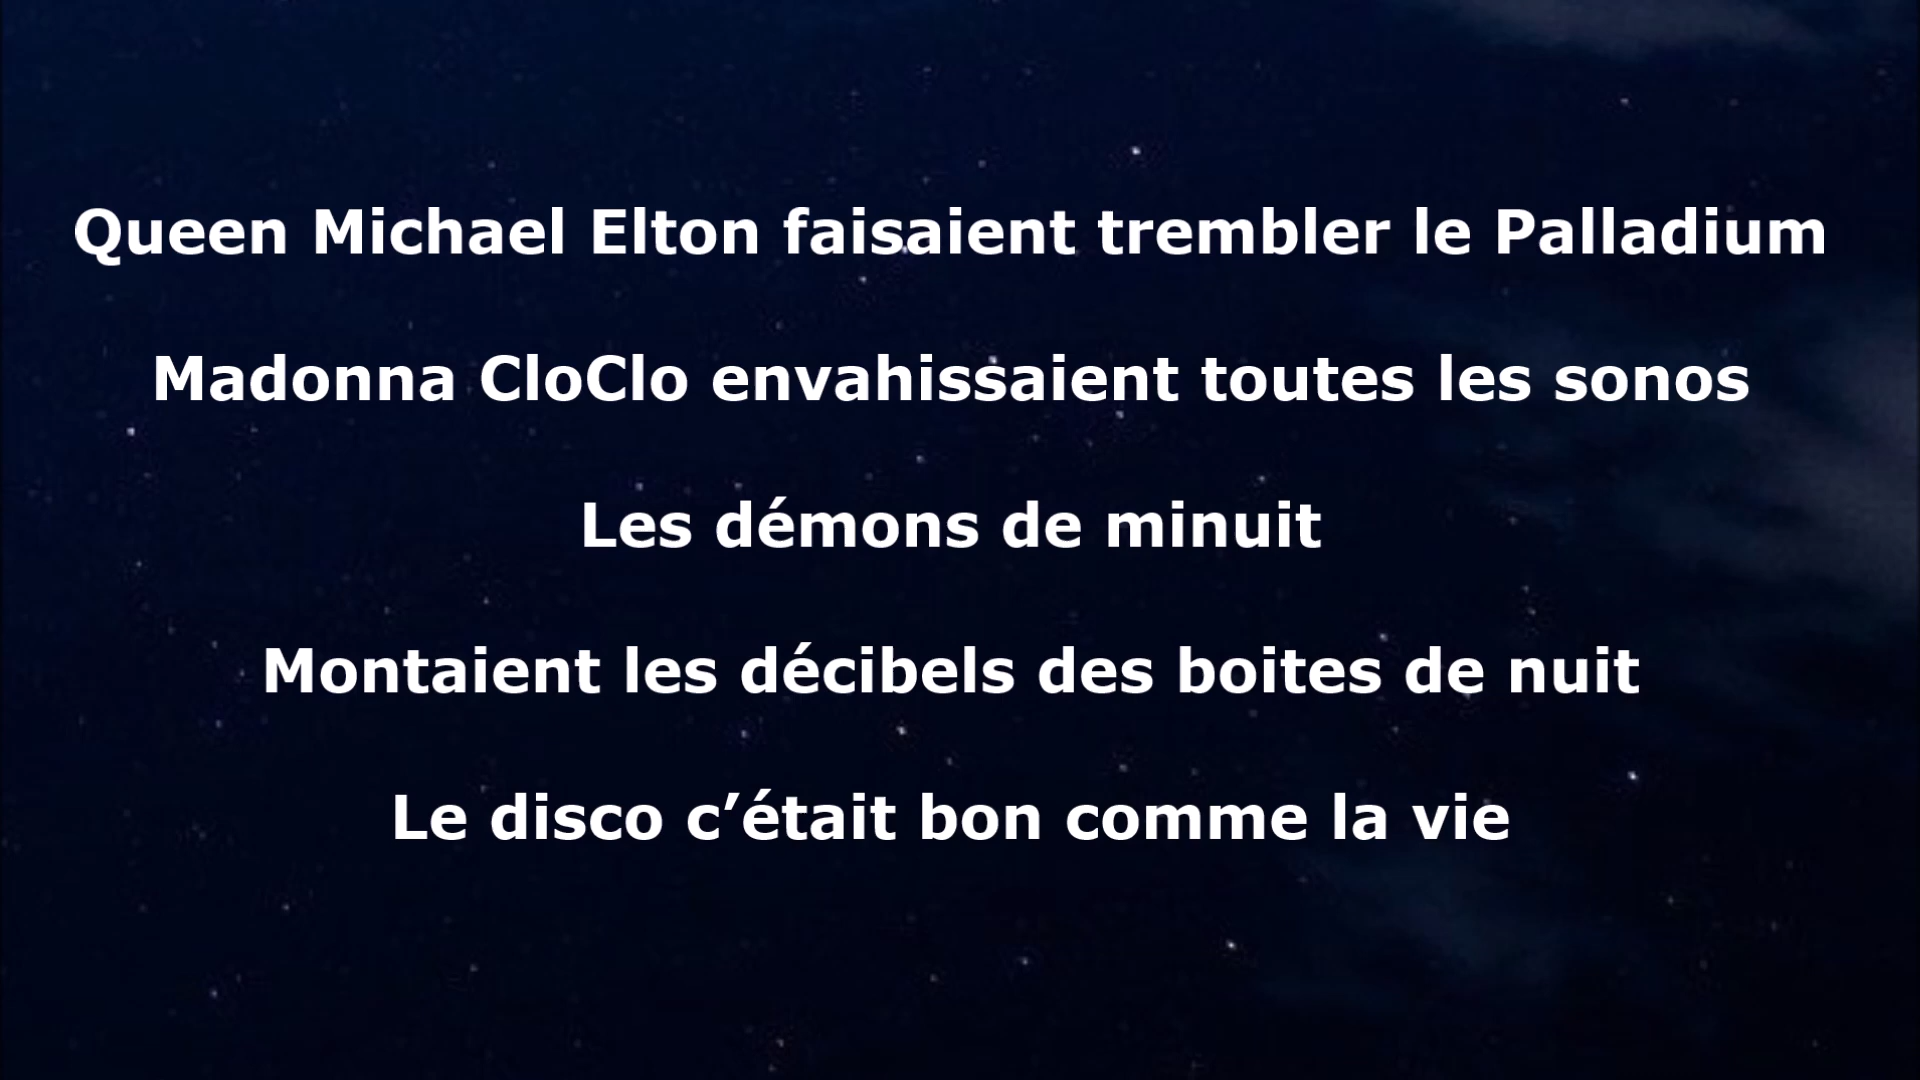 Queen Michael Elton faisaient trembler le Palladium
Madonna CloClo envahissaient toutes les sonos
Les démons de minuit
Montaient les décibels des boites de nuit
Le disco c’était bon comme la vie